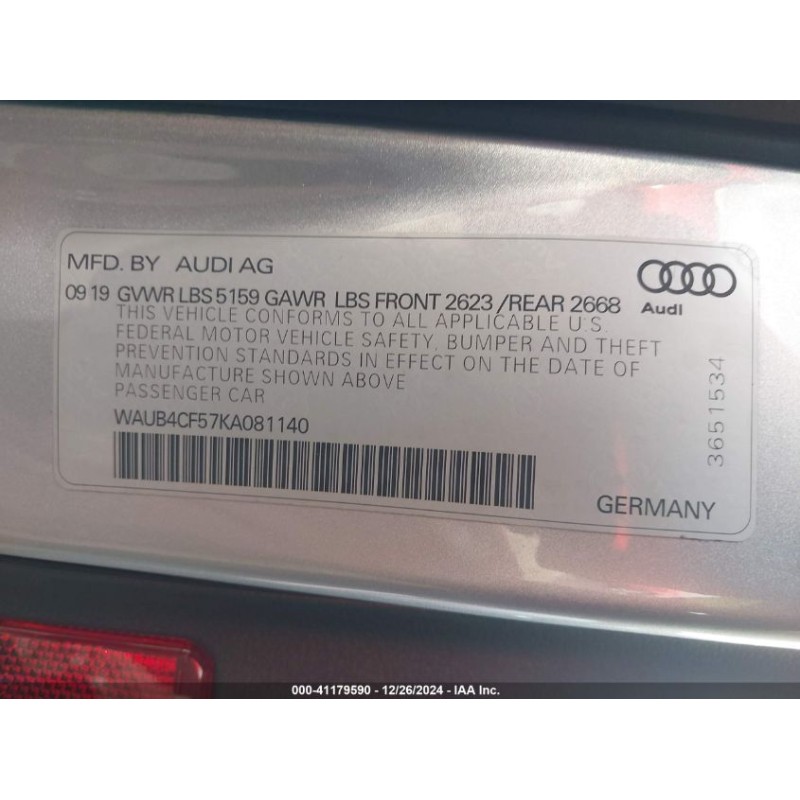 MFD. BY AUDI AG
09 19 GVWR LBS 5159 GAWR LBS FRONT 2623 /REAR 2668
THIS VEHICLE CONFORMS TO ALL APPLICABLE U.S.
FEDERAL MOTOR VEHICLE SAFETY, BUMPER AND THEFT
PREVENTION STANDARDS IN EFFECT ON THE DATE OF
MANUFACTURE SHOWN ABOVE
PASSENGER CAR
WAUB4CF57KA081140
Audi
3651534
GERMANY
000-41179590 - 12/26/2024 - IAA Inc.